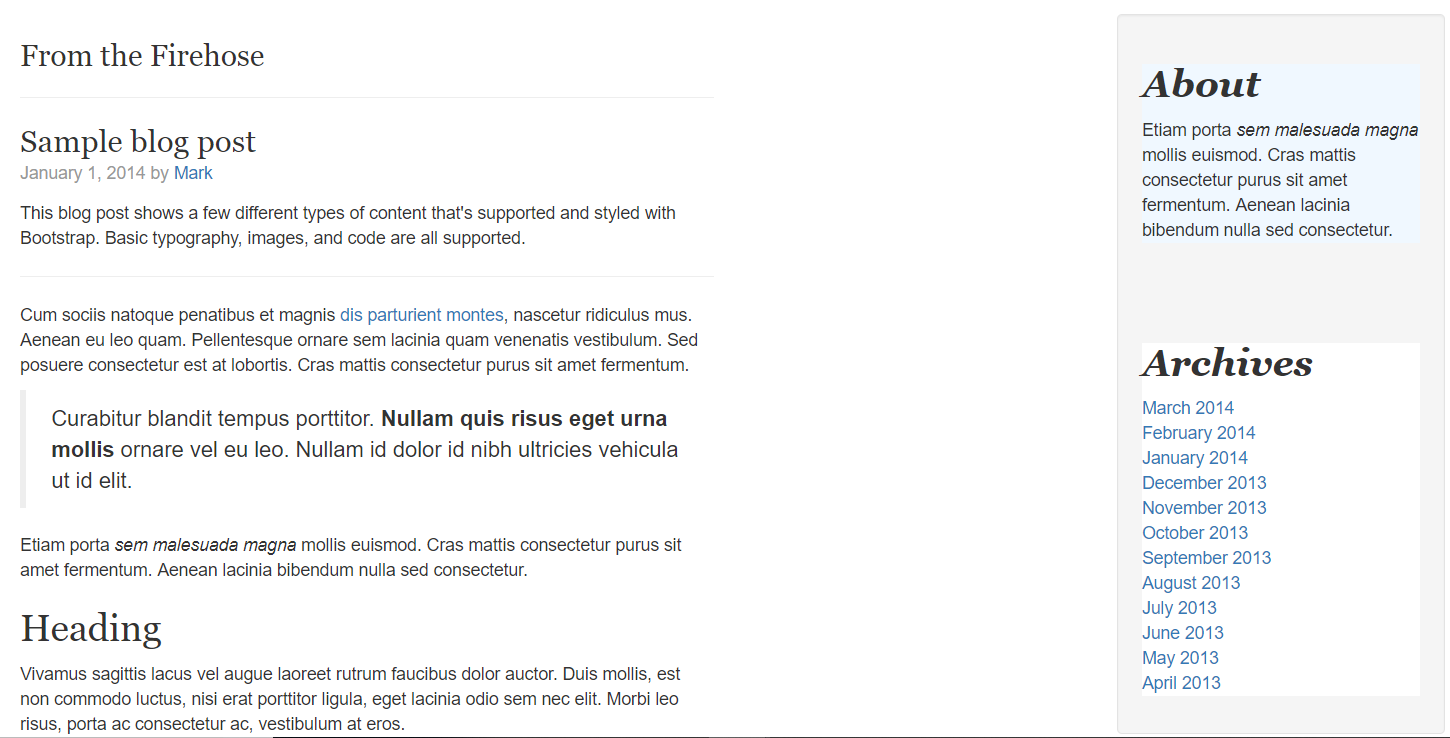 From the Firehose
Sample blog post
January 1, 2014 by Mark
This blog post shows a few different types of content that's supported and styled with
Bootstrap. Basic typography, images, and code are all supported.
Cum sociis natoque penatibus et magnis dis parturient montes, nascetur ridiculus mus.
Aenean eu leo quam. Pellentesque ornare sem lacinia quam venenatis vestibulum. Sed
posuere consectetur est at lobortis. Cras mattis consectetur purus sit amet fermentum.
Curabitur blandit tempus porttitor. Nullam quis risus eget urna
mollis ornare vel eu leo. Nullam id dolor id nibh ultricies vehicula
ut id elit.
Etiam porta sem malesuada magna mollis euismod. Cras mattis consectetur purus sit
amet fermentum. Aenean lacinia bibendum nulla sed consectetur.
Heading
Vivamus sagittis lacus vel augue laoreet rutrum faucibus dolor auctor. Duis mollis, est
non commodo luctus, nisi erat porttitor ligula, eget lacinia odio sem nec elit. Morbi leo
risus, porta ac consectetur ac, vestibulum at eros.
About
Etiam porta sem malesuada magna
mollis euismod. Cras mattis
consectetur purus sit amet
fermentum. Aenean lacinia
bibendum nulla sed consectetur.
Archives
March 2014
February 2014
January 2014
December 2013
November 2013
October 2013
September 2013
August 2013
July 2013
June 2013
May 2013
April 2013